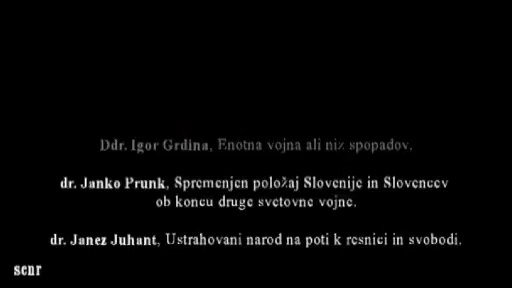 Ddr. Igor Grdina, Enotna vojna ali niz spopadov.
dr. Janko Prunk, Spremenjen položaj Slovenije in Slovencev
ob koncu druge svetovne vojne.
dr. Janez Juhant, Ustrahovani narod na poti k resnici in svobodi.
scnr